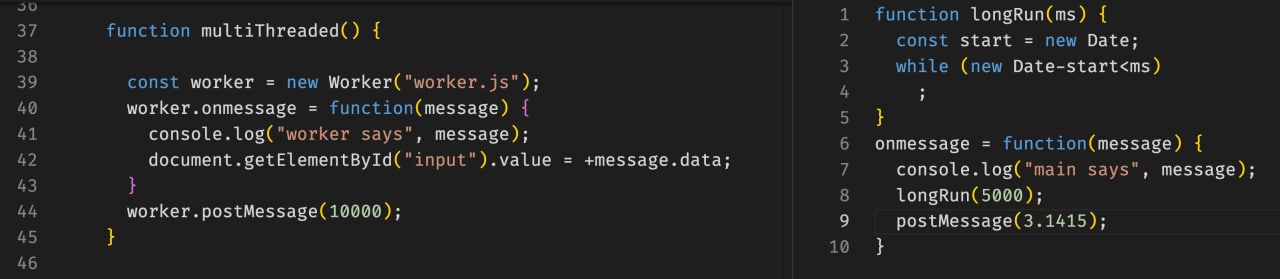 36
37 function multiThreaded() {
38
39 const worker = new Worker("worker.js");
40 worker.onmessage = function(message) {
41 console.log("worker says", message);
42 document.getElementById("input").value = +message.data;
43 }
44 worker.postMessage(10000);
45 }
46
1 function longRun(ms) {
2 const start = new Date;
3 while (new Date-start<ms)
4 ;
5 }
6 onmessage = function(message) {
7 console.log("main says", message);
8 longRun(5000);
9 postMessage(3.1415);
10 }